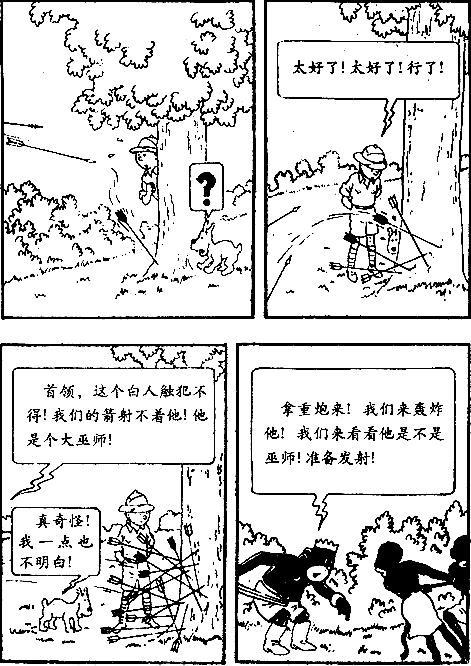 ?
太好了!太好了!行了!
首领,这个白人触犯不
得!我们的箭射不着他!他
是个大巫师!
真奇怪!
我一点也
不明白!
拿重炮来!我们来轰炸
他!我们来看看他是不是
巫师!准备发射!